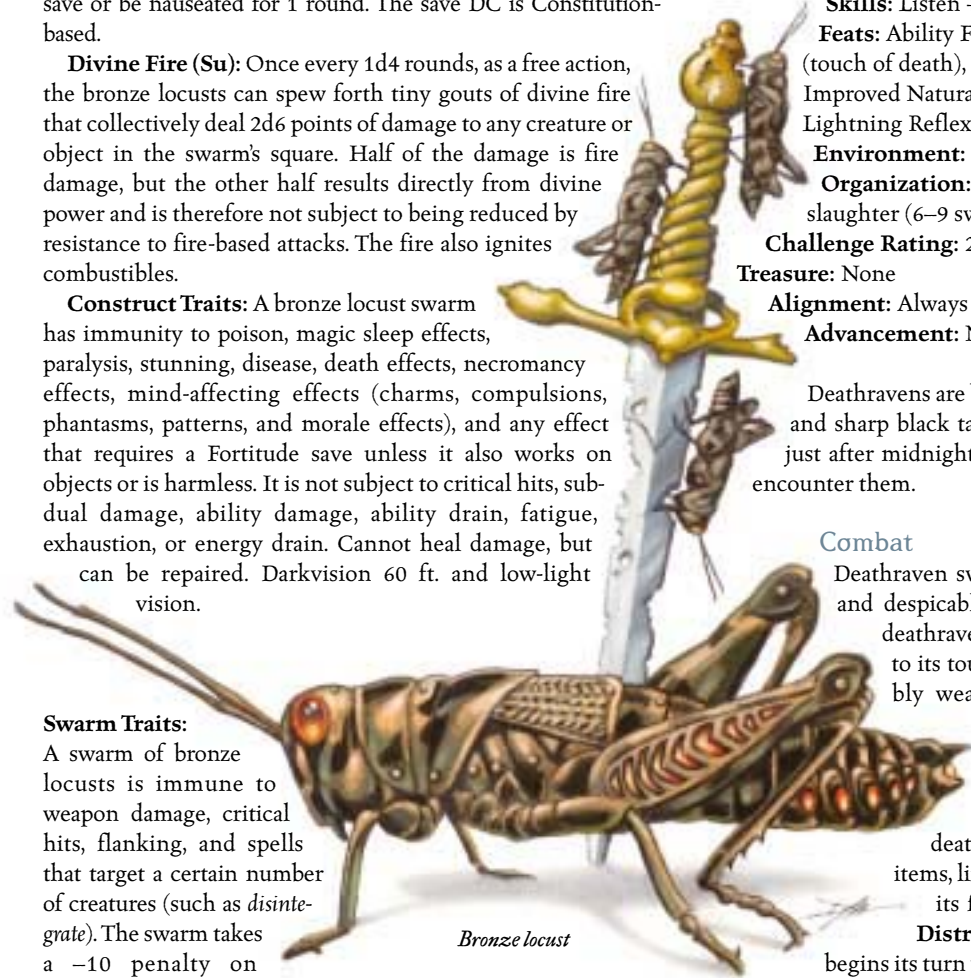 save or be nauseated for 1 round. The save DC is Constitution-
based.
Divine Fire (Su): Once every 1d4 rounds, as a free action,
the bronze locusts can spew forth tiny gouts of divine fire
that collectively deal 2d6 points of damage to any creature or
object in the swarm's square. Half of the damage is fire
damage, but the other half results directly from divine
power and is therefore not subject to being reduced by
resistance to fire-based attacks. The fire also ignites
combustibles.
Construct Traits: A bronze locust swarm
has immunity to poison, magic sleep effects,
paralysis, stunning, disease, death effects, necromancy
effects, mind-affecting effects (charms, compulsions,
phantasms, patterns, and morale effects), and any effect
that requires a Fortitude save unless it also works on
objects or is harmless. It is not subject to critical hits, sub-
dual damage, ability damage, ability drain, fatigue,
exhaustion, or energy drain. Cannot heal damage, but
can be repaired. Darkvision 60 ft. and low-light
vision.
Swarm Traits:
A swarm of bronze
locusts is immune to
weapon damage, critical
hits, flanking, and spells
that target a certain number
of creatures (such as disinte-
grate). The swarm takes
a –10 penalty on
Bronze locust
Skills: Listen
Feats: Ability
(touch of death),
Improved Natura
Lightning Reflex
Environment:
Organization:
slaughter (6–9 sw
Challenge Rating: 2
Treasure: None
Alignment: Always
Advancement:
Deathravens are
and sharp black ta
just after midnight
encounter them.
Combat
Deathraven sw
and despicabl
deathrave
to its tou
bly wea
deat
items, li
its f
Distr
begins its turn